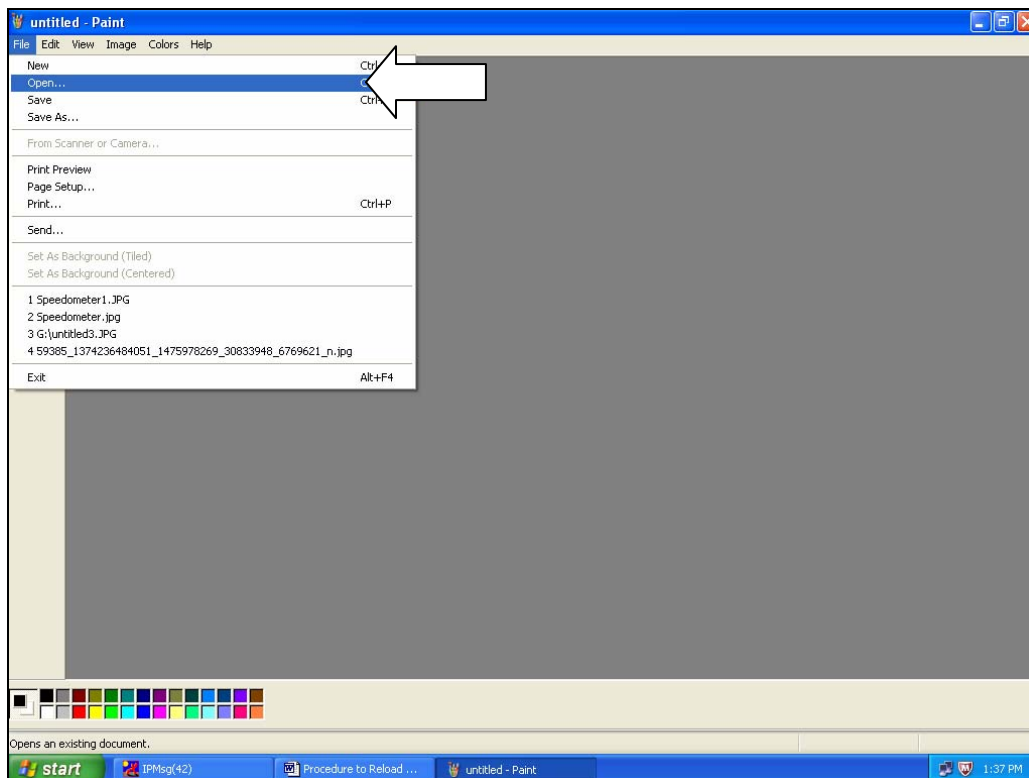 untitled - Paint
File Edit View Image Colors Help
New
Open...
Save
Save As...
From Scanner or Camera...
Print Preview
Page Setup...
Print... Ctrl+P
Send...
Set As Background (Tiled)
Set As Background (Centered)
1 Speedometer1.JPG
2 Speedometer.jpg
3 G:\untitled3.JPG
4 59385_1374236484051_1475978269_30833948_6769621_n.jpg
Exit Alt+F4
Opens an existing document.
start IPMsg(42) Procedure to Reload ... untitled - Paint 1:37 PM